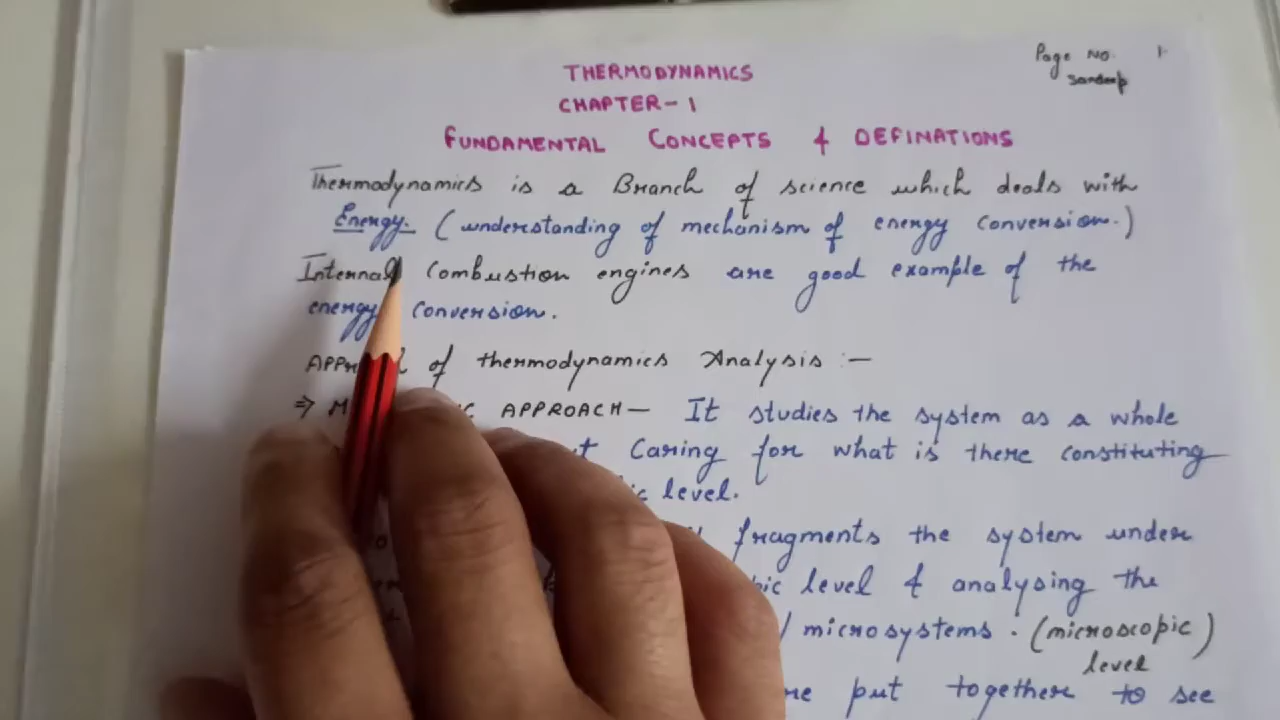 Page No. 1.
Sandeep
THERMODYNAMICS
CHAPTER-1
FUNDAMENTAL CONCEPTS & DEFINATIONS
Thermodynamics is a Branch of science which deals with
Energy. (understanding of mechanism of energy conversion.)
Internal Combustion engines are good example of the
energy conversion.
of thermodynamics Analysis :-
⇒ APPROACH— It studies the system as a whole
Caring for what is there constituting
level.
fragments the system under
level & analysing the
/ microsystems. (microscopic)
level
put together to see